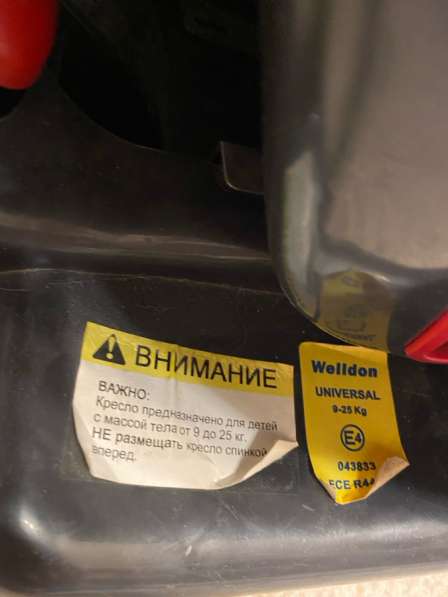 ВНИМАНИЕ
ВАЖНО:
Кресло предназначено для детей
с массой тела от 9 до 25 кг.
НЕ размещать кресло спинкой
вперед.
Welldon
UNIVERSAL
9-25 Kg
E4
043833
ECE R44